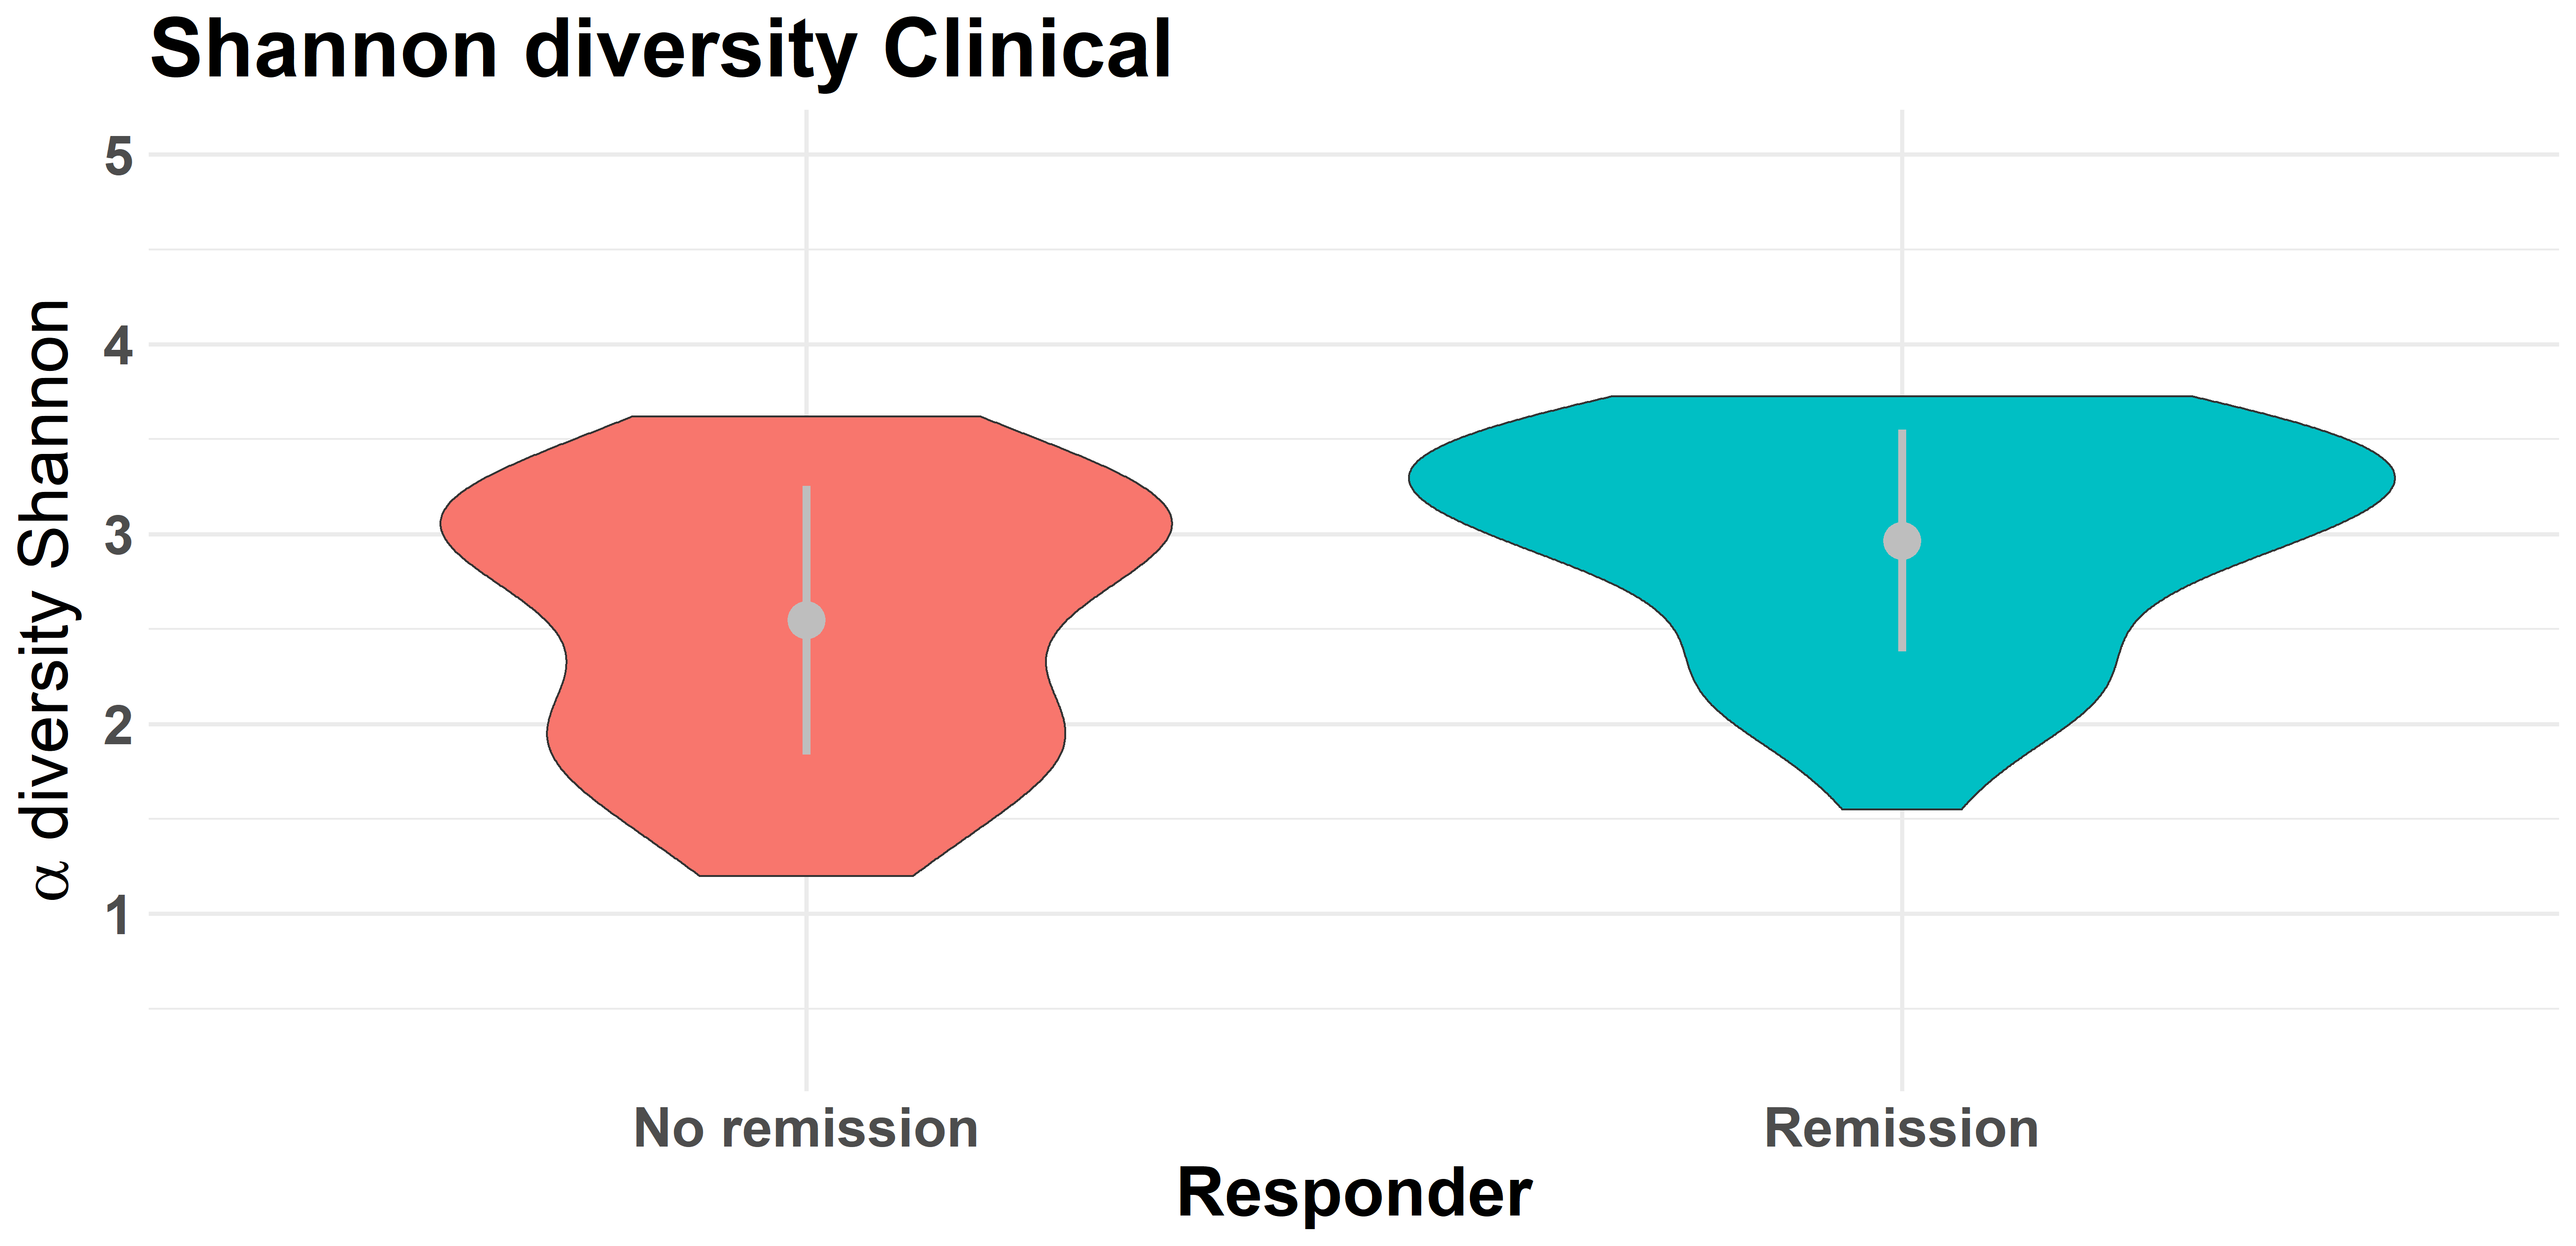 Shannon diversity Clinical
α diversity Shannon
5
4
3
2
1
No remission
Remission
Responder